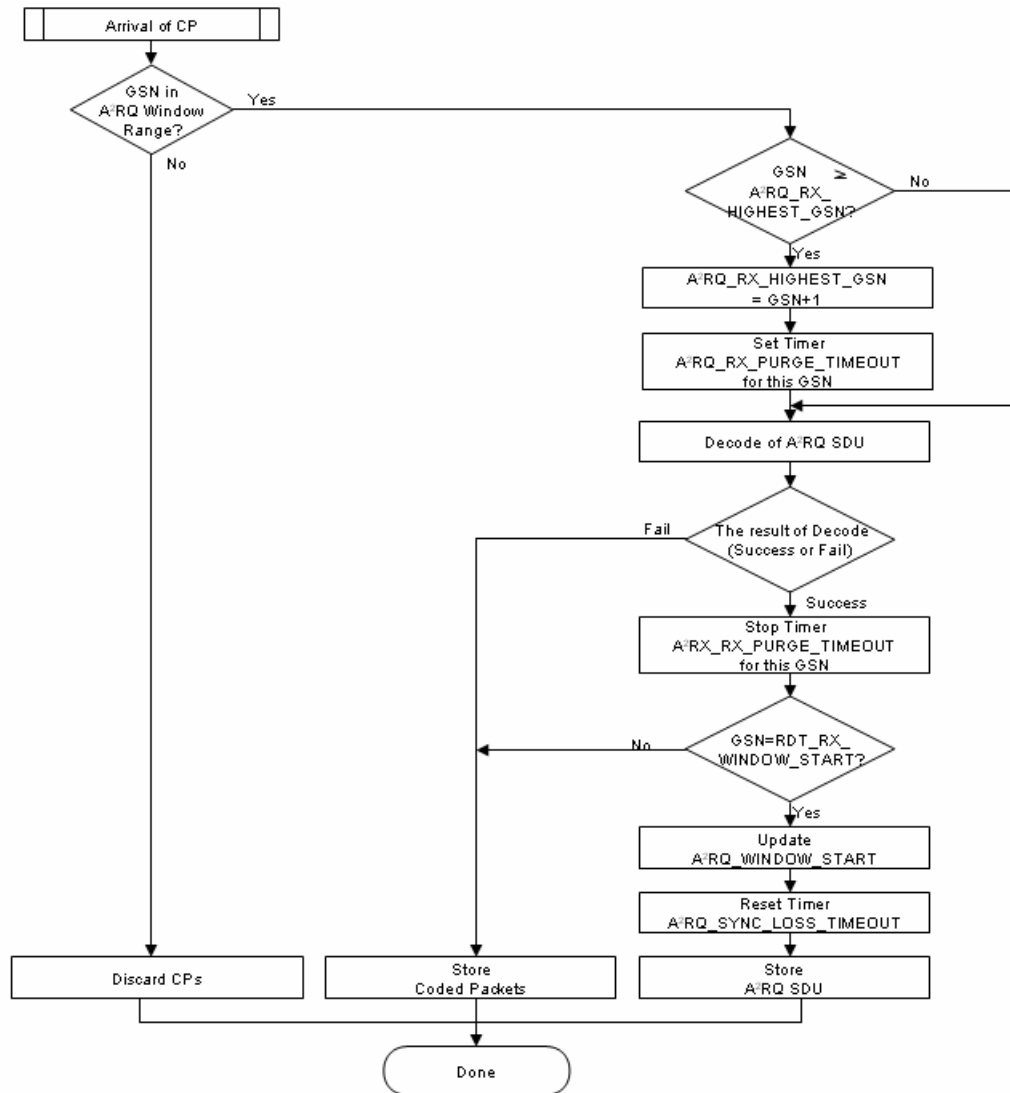 Arrival of CP
GSN in
A²RQ Window
Range?
Yes
No
GSN ≥
A²RQ_RX_
HIGHEST_GSN?
No
Yes
A²RQ_RX_HIGHEST_GSN
= GSN+1
Set Timer
A²RQ_RX_PURGE_TIMEOUT
for this GSN
Decode of A²RQ SDU
Fail
The result of Decode
(Success or Fail)
Success
Stop Timer
A²RX_RX_PURGE_TIMEOUT
for this GSN
No
GSN=RDT_RX_
WINDOW_START?
Yes
Update
A²RQ_WINDOW_START
Reset Timer
A²RQ_SYNC_LOSS_TIMEOUT
Discard CPs
Store
Coded Packets
Store
A²RQ SDU
Done